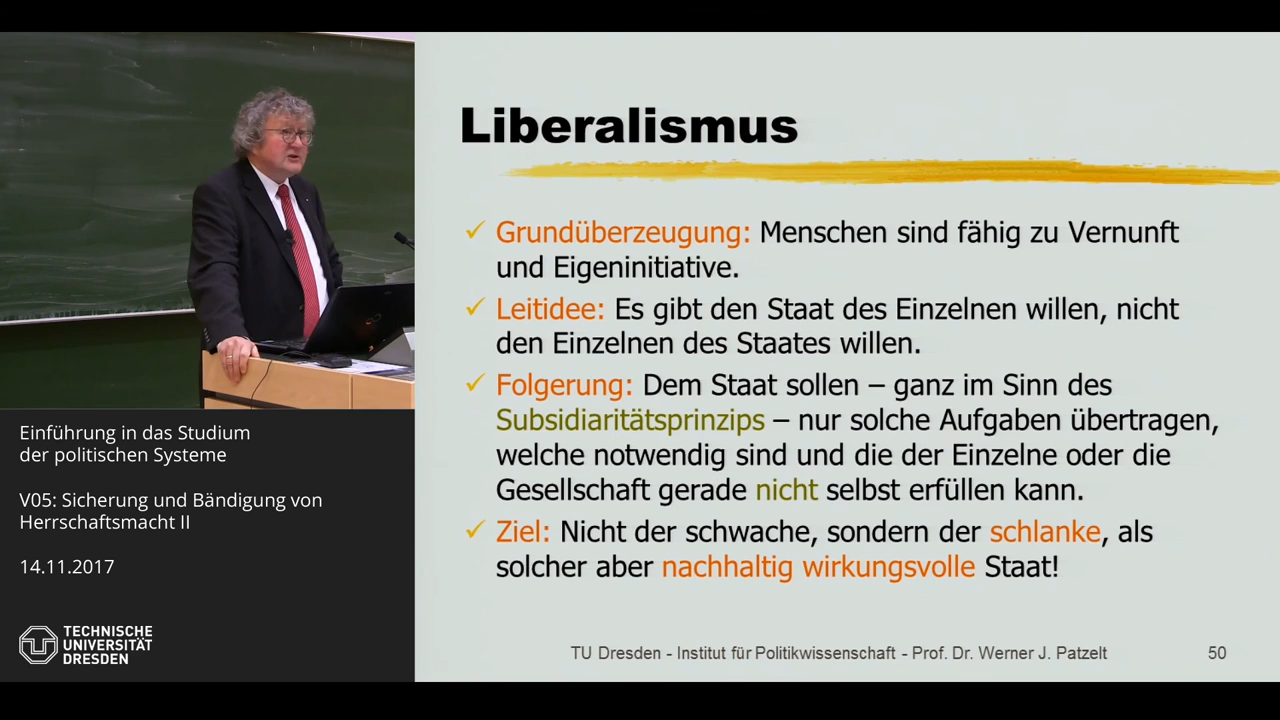 Liberalismus
Grundüberzeugung: Menschen sind fähig zu Vernunft
und Eigeninitiative.
Leitidee: Es gibt den Staat des Einzelnen willen, nicht
den Einzelnen des Staates willen.
Folgerung: Dem Staat sollen – ganz im Sinn des
Subsidiaritätsprinzips – nur solche Aufgaben übertragen,
welche notwendig sind und die der Einzelne oder die
Gesellschaft gerade nicht selbst erfüllen kann.
Ziel: Nicht der schwache, sondern der schlanke, als
solcher aber nachhaltig wirkungsvolle Staat!
TU Dresden - Institut für Politikwissenschaft - Prof. Dr. Werner J. Patzelt 50
Einführung in das Studium
der politischen Systeme
V05: Sicherung und Bändigung von
Herrschaftsmacht II
14.11.2017
TECHNISCHE
UNIVERSITÄT
DRESDEN